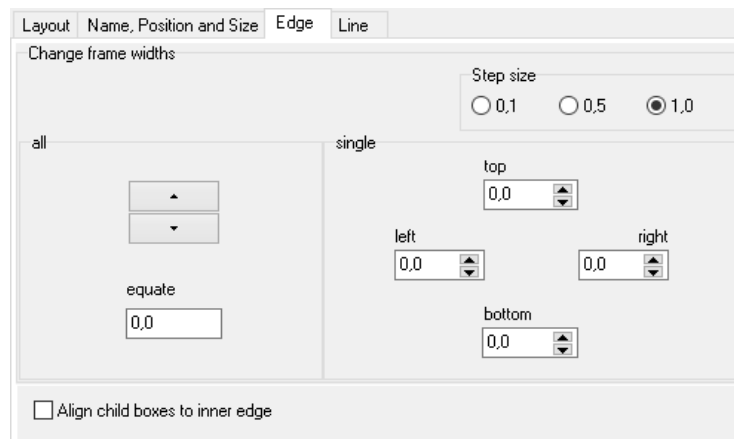 Layout Name, Position and Size Edge Line
Change frame widths
Step size
0,1 0,5 1,0
all
equate
0,0
single
top
0,0
left right
0,0 0,0
bottom
0,0
Align child boxes to inner edge